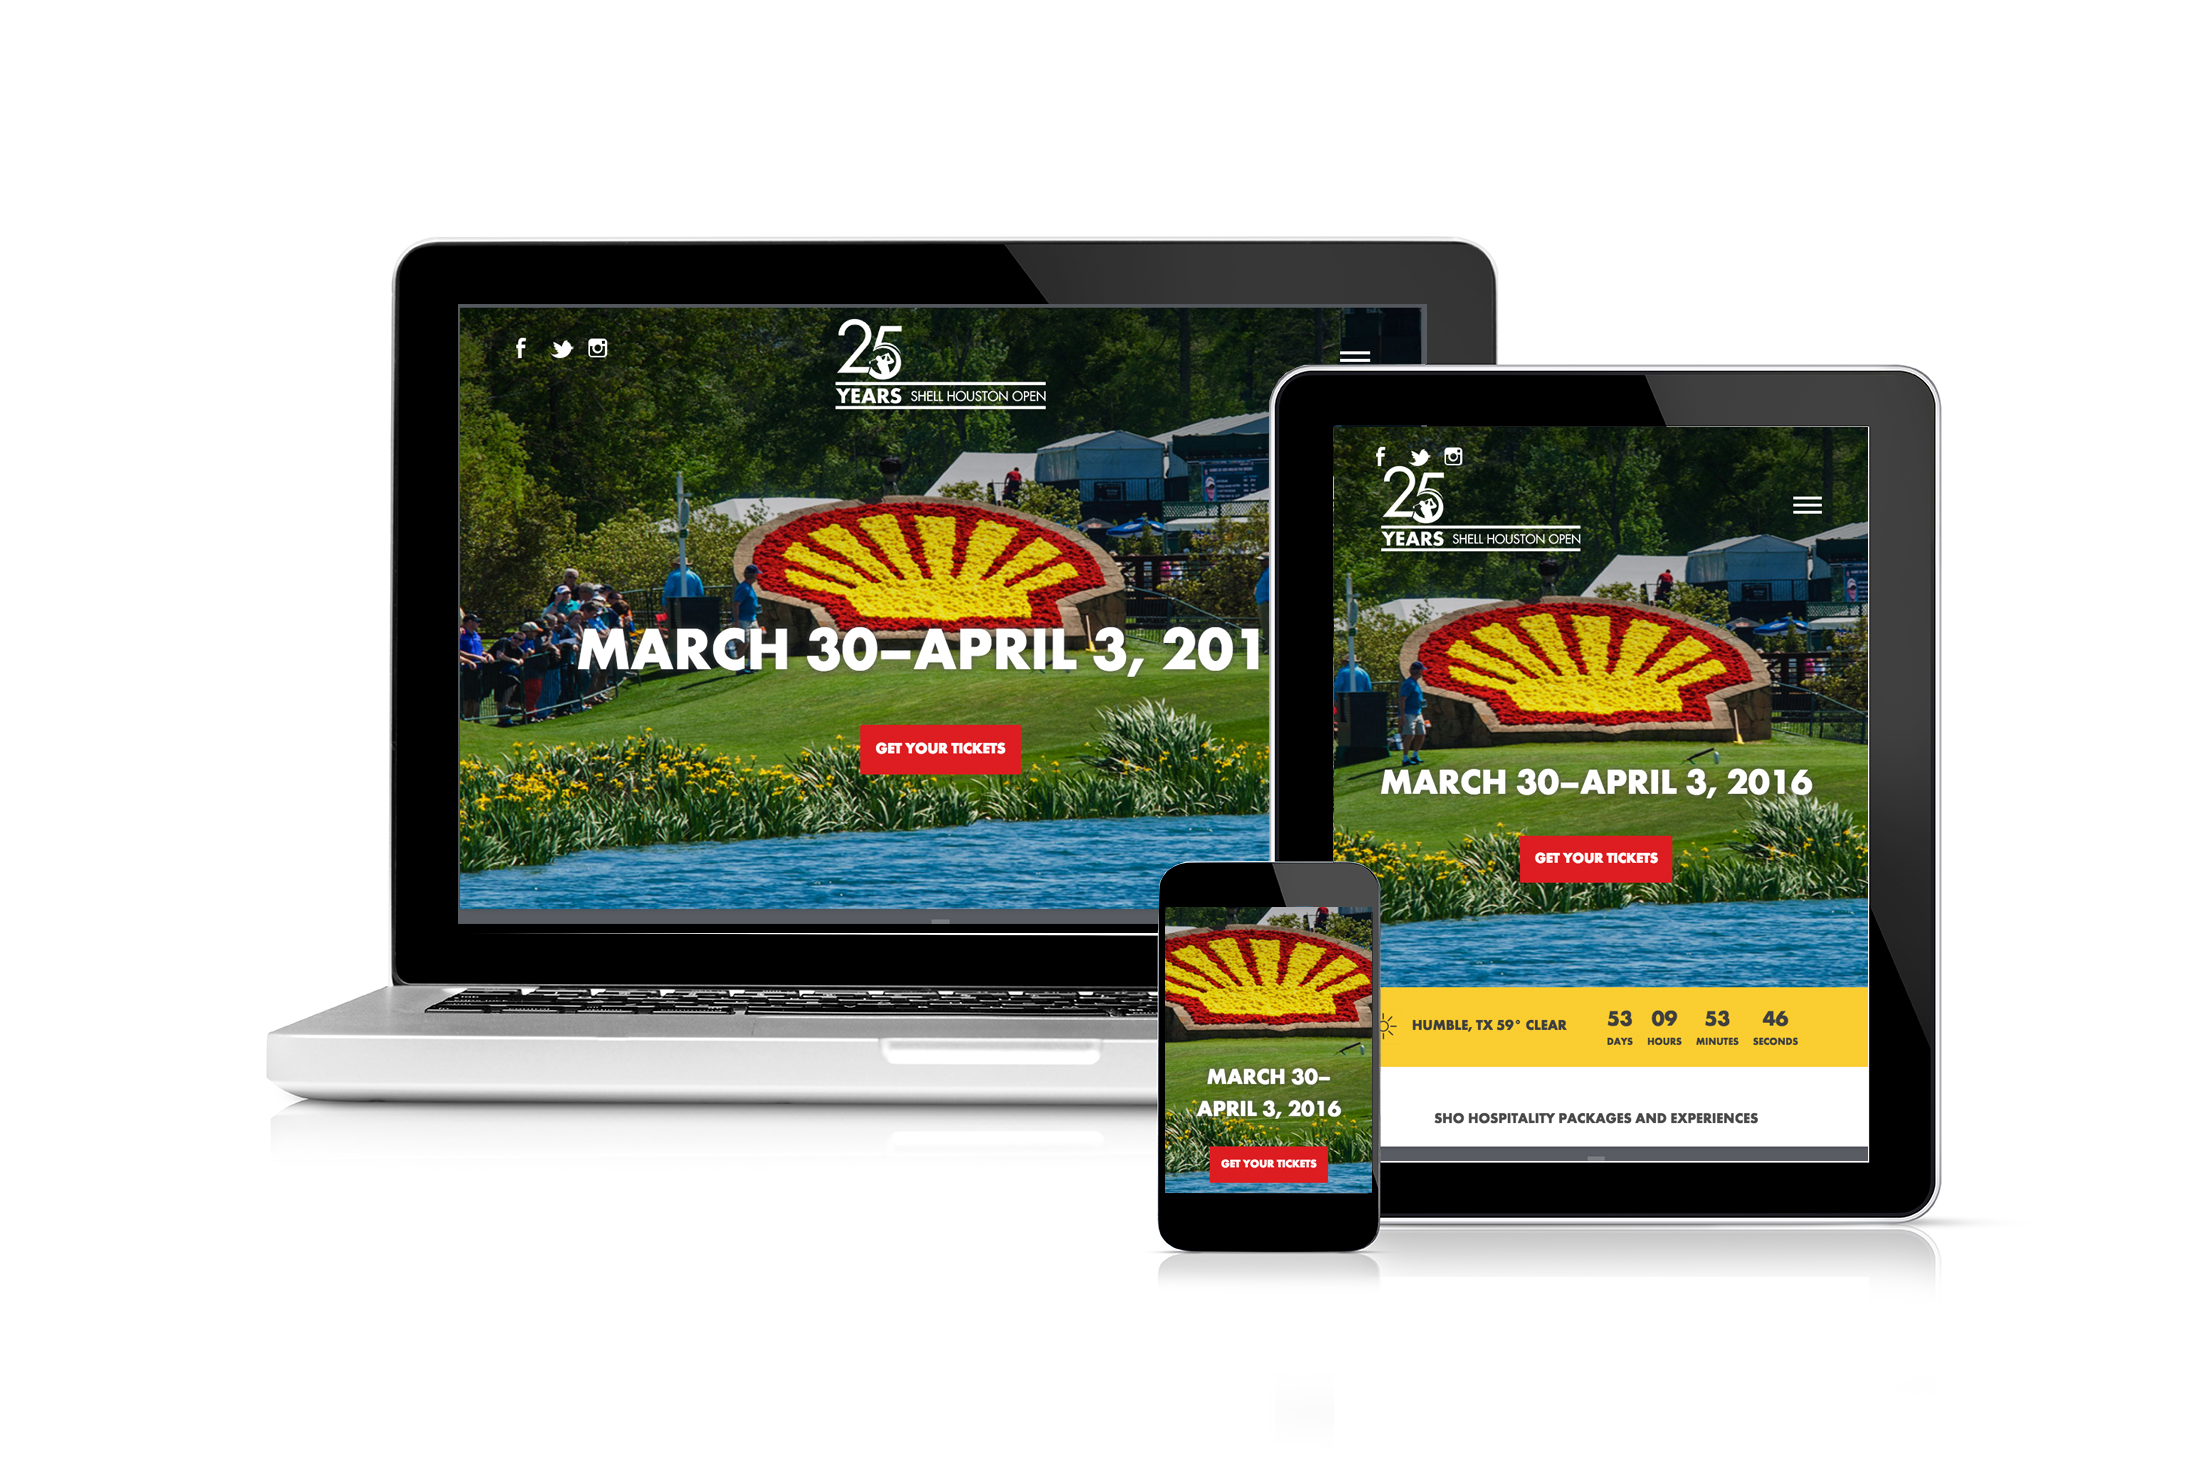 f
25
YEARS SHELL HOUSTON OPEN
MARCH 30–APRIL 3, 201
GET YOUR TICKETS
f
25
YEARS SHELL HOUSTON OPEN
MARCH 30–APRIL 3, 2016
GET YOUR TICKETS
HUMBLE, TX 59° CLEAR
53 09 53 46
DAYS HOURS MINUTES SECONDS
SHO HOSPITALITY PACKAGES AND EXPERIENCES
MARCH 30–
APRIL 3, 2016
GET YOUR TICKETS